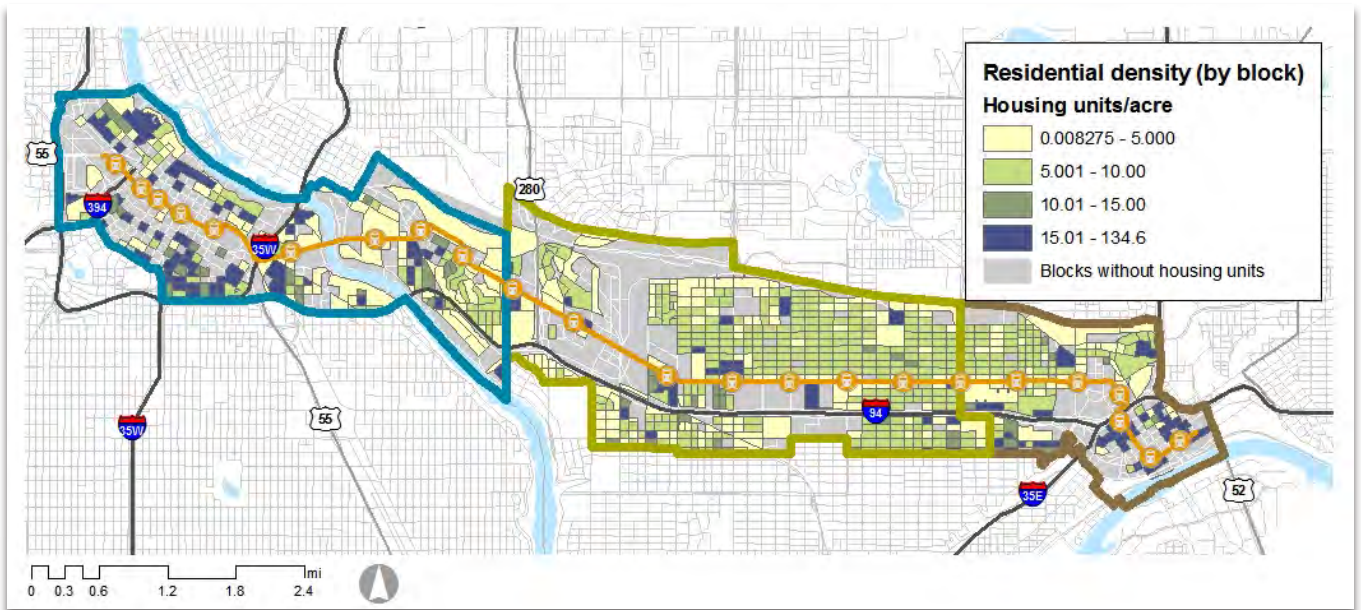 Residential density (by block)
Housing units/acre
0.008275 - 5.000
5.001 - 10.00
10.01 - 15.00
15.01 - 134.6
Blocks without housing units
55
280
394
35W
94
35W
55
35E
52
mi
0 0.3 0.6 1.2 1.8 2.4